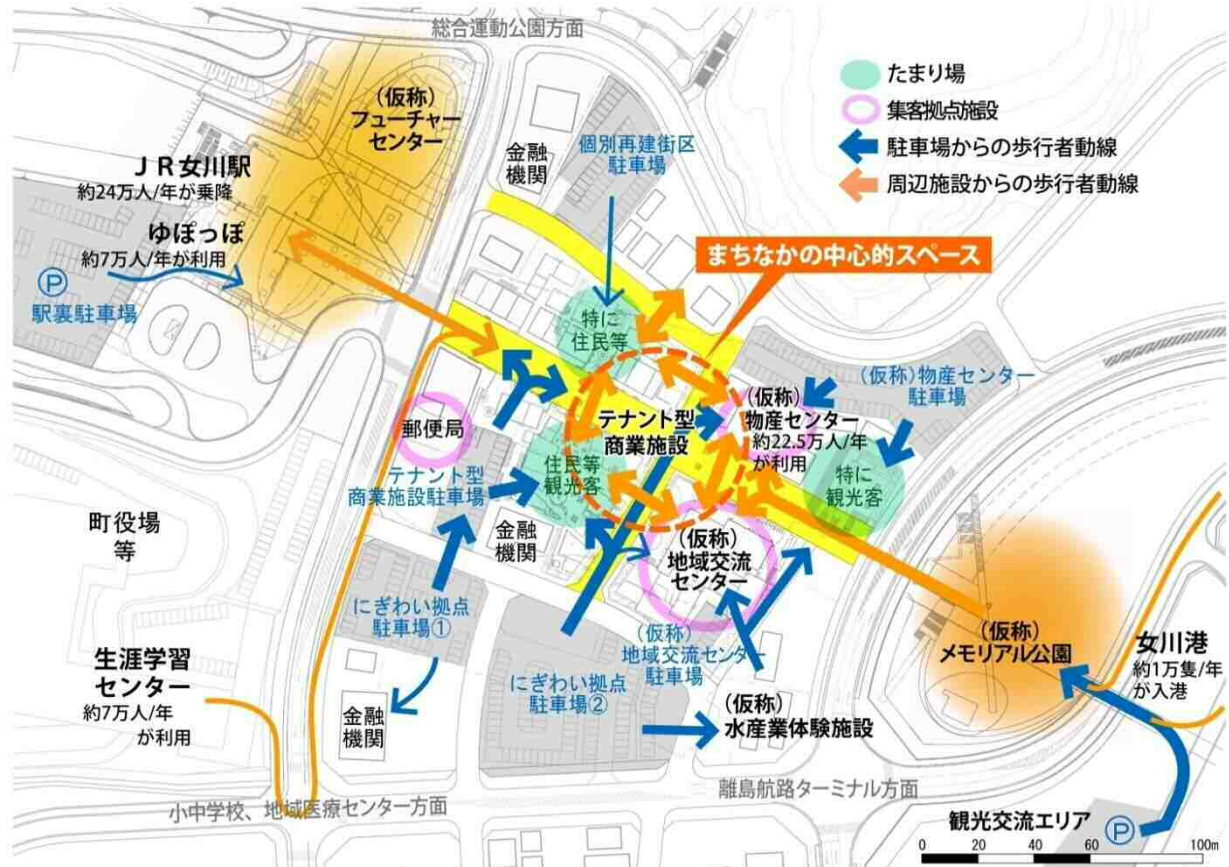 総合運動公園方面
たまり場
集客拠点施設
駐車場からの歩行者動線
周辺施設からの歩行者動線
(仮称)
フューチャー
センター
金融
機関
個別再建街区
駐車場
ＪＲ女川駅
約24万人/年が乗降
ゆぽっぽ
約7万人/年が利用
P
駅裏駐車場
まちなかの中心的スペース
特に
住民等
(仮称)物産センター
駐車場
(仮称)
物産センター
約22.5万人/年
が利用
テナント型
商業施設
郵便局
住民等
観光客
特に
観光客
テナント型
商業施設駐車場
金融
機関
(仮称)
地域交流
センター
町役場
等
にぎわい拠点
駐車場①
(仮称)
地域交流センター
駐車場
(仮称)
メモリアル公園
女川港
約1万隻/年
が入港
生涯学習
センター
約7万人/年
が利用
にぎわい拠点
駐車場②
金融
機関
(仮称)
水産業体験施設
離島航路ターミナル方面
小中学校、地域医療センター方面
観光交流エリア
P
0 20 40 60 80 100m